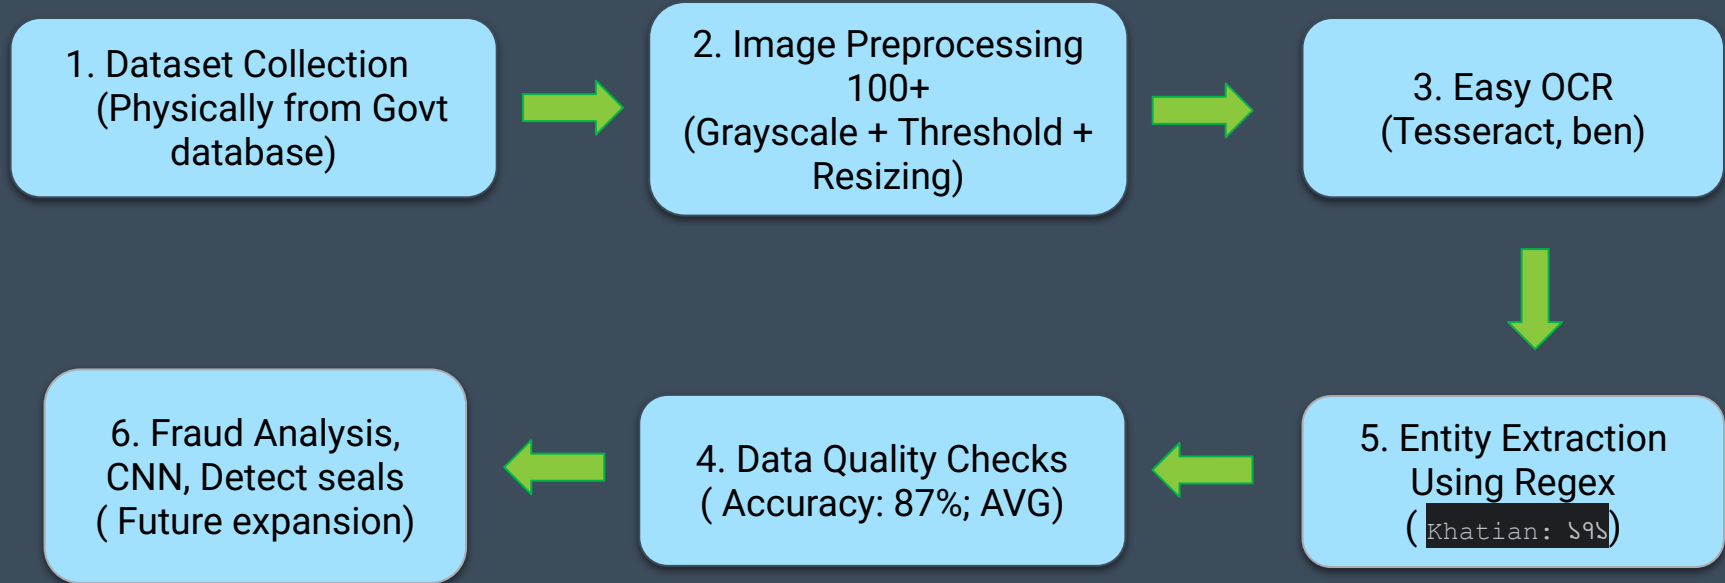 1. Dataset Collection
(Physically from Govt
database)
2. Image Preprocessing
100+
(Grayscale + Threshold +
Resizing)
3. Easy OCR
(Tesseract, ben)
6. Fraud Analysis,
CNN, Detect seals
( Future expansion)
4. Data Quality Checks
( Accuracy: 87%; AVG)
5. Entity Extraction
Using Regex
( Khatian: ১৭১)